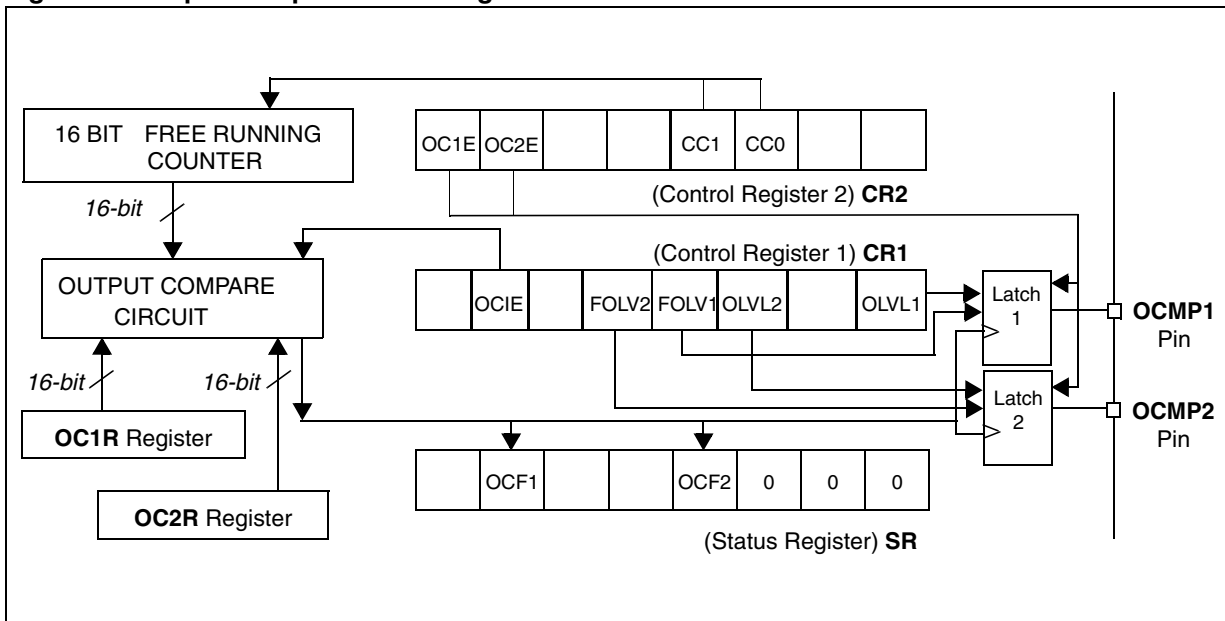 16 BIT FREE RUNNING
COUNTER
OC1E OC2E CC1 CC0
(Control Register 2) CR2
16-bit
(Control Register 1) CR1
OUTPUT COMPARE
CIRCUIT
OCIE FOLV2 FOLV1 OLVL2 OLVL1
Latch
1
OCMP1
Pin
16-bit 16-bit
Latch
2
OCMP2
Pin
OC1R Register
OCF1 OCF2 0 0 0
OC2R Register
(Status Register) SR